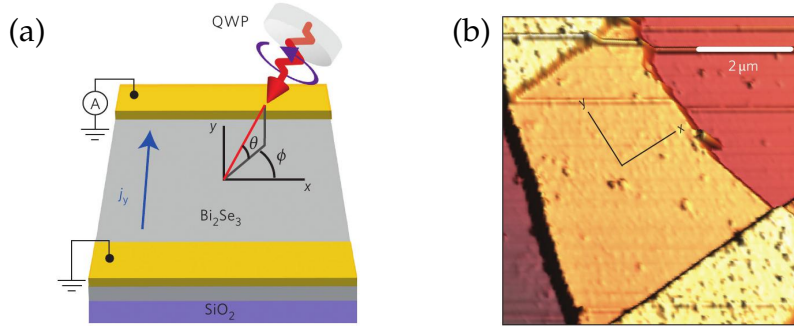 (a)
QWP
A
y
θ
ϕ
x
j_y
Bi₂Se₃
SiO₂
(b)
2 μm
y
x